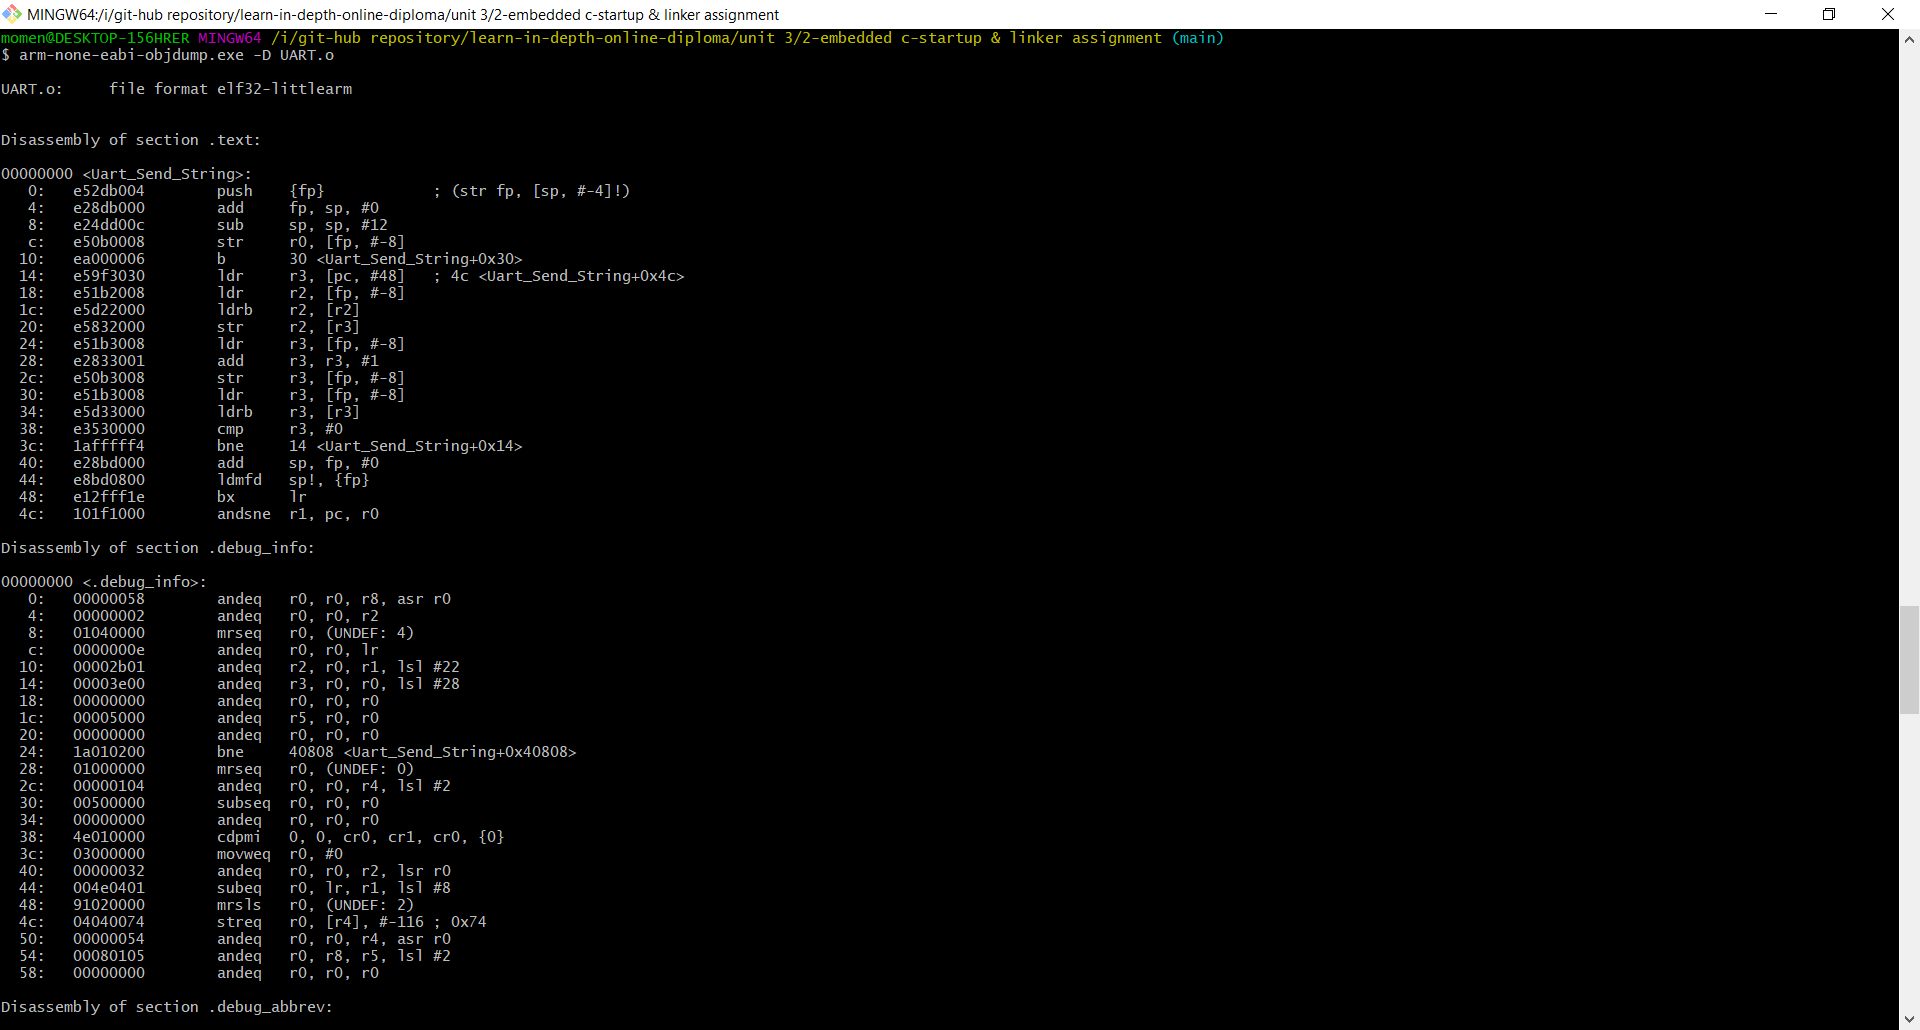 MINGW64:/i/git-hub repository/learn-in-depth-online-diploma/unit 3/2-embedded c-startup & linker assignment
momen@DESKTOP-156HRER MINGW64 /i/git-hub repository/learn-in-depth-online-diploma/unit 3/2-embedded c-startup & linker assignment (main)
$ arm-none-eabi-objdump.exe -D UART.o
UART.o:     file format elf32-littlearm
Disassembly of section .text:
00000000 <Uart_Send_String>:
   0:   e52db004        push    {fp}            ; (str fp, [sp, #-4]!)
   4:   e28db000        add     fp, sp, #0
   8:   e24dd00c        sub     sp, sp, #12
   c:   e50b0008        str     r0, [fp, #-8]
  10:   ea000006        b       30 <Uart_Send_String+0x30>
  14:   e59f3030        ldr     r3, [pc, #48]   ; 4c <Uart_Send_String+0x4c>
  18:   e51b2008        ldr     r2, [fp, #-8]
  1c:   e5d22000        ldrb    r2, [r2]
  20:   e5832000        str     r2, [r3]
  24:   e51b3008        ldr     r3, [fp, #-8]
  28:   e2833001        add     r3, r3, #1
  2c:   e50b3008        str     r3, [fp, #-8]
  30:   e51b3008        ldr     r3, [fp, #-8]
  34:   e5d33000        ldrb    r3, [r3]
  38:   e3530000        cmp     r3, #0
  3c:   1afffff4        bne     14 <Uart_Send_String+0x14>
  40:   e28bd000        add     sp, fp, #0
  44:   e8bd0800        ldmfd   sp!, {fp}
  48:   e12fff1e        bx      lr
  4c:   101f1000        andsne  r1, pc, r0
Disassembly of section .debug_info:
00000000 <.debug_info>:
   0:   00000058        andeq   r0, r0, r8, asr r0
   4:   00000002        andeq   r0, r0, r2
   8:   01040000        mrseq   r0, (UNDEF: 4)
   c:   0000000e        andeq   r0, r0, lr
  10:   00002b01        andeq   r2, r0, r1, lsl #22
  14:   00003e00        andeq   r3, r0, r0, lsl #28
  18:   00000000        andeq   r0, r0, r0
  1c:   00005000        andeq   r5, r0, r0
  20:   00000000        andeq   r0, r0, r0
  24:   1a010200        bne     40808 <Uart_Send_String+0x40808>
  28:   01000000        mrseq   r0, (UNDEF: 0)
  2c:   00000104        andeq   r0, r0, r4, lsl #2
  30:   00500000        subseq  r0, r0, r0
  34:   00000000        andeq   r0, r0, r0
  38:   4e010000        cdpmi   0, 0, cr0, cr1, cr0, {0}
  3c:   03000000        movweq  r0, #0
  40:   00000032        andeq   r0, r0, r2, lsr r0
  44:   004e0401        subeq   r0, lr, r1, lsl #8
  48:   91020000        mrsls   r0, (UNDEF: 2)
  4c:   04040074        streq   r0, [r4], #-116 ; 0x74
  50:   00000054        andeq   r0, r0, r4, asr r0
  54:   00080105        andeq   r0, r8, r5, lsl #2
  58:   00000000        andeq   r0, r0, r0
Disassembly of section .debug_abbrev: